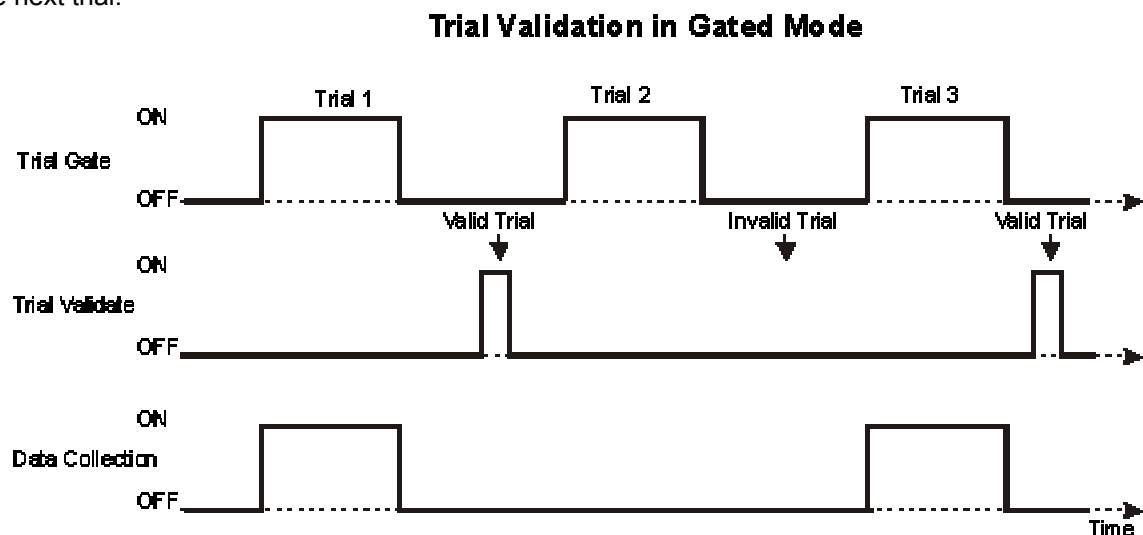 e next trial.
Trial Validation in Gated Mode
Trial 1
Trial 2
Trial 3
ON
Trial Gate
OFF
Valid Trial
Invalid Trial
Valid Trial
ON
Trial Validate
OFF
ON
Data Collection
OFF
Time